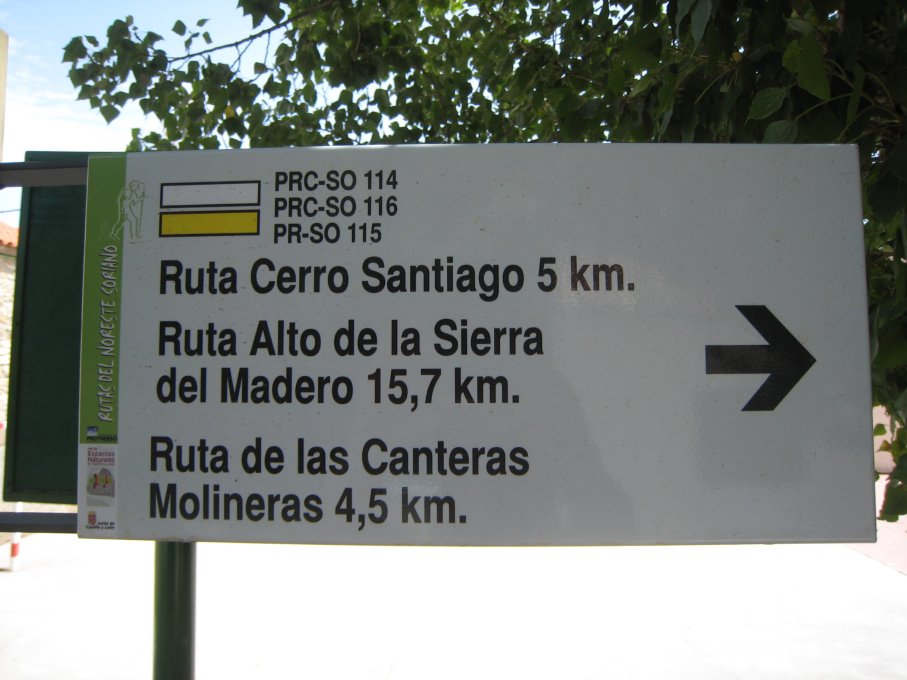 PRC-SO 114
PRC-SO 116
PR-SO 115
Ruta Cerro Santiago 5 km.
Ruta Alto de la Sierra
del Madero 15,7 km.
Ruta de las Canteras
Molineras 4,5 km.
RUTAS DEL NORESTE SORIANO
PROYNERSO
Espacios
Naturales
Junta de
Castilla y León